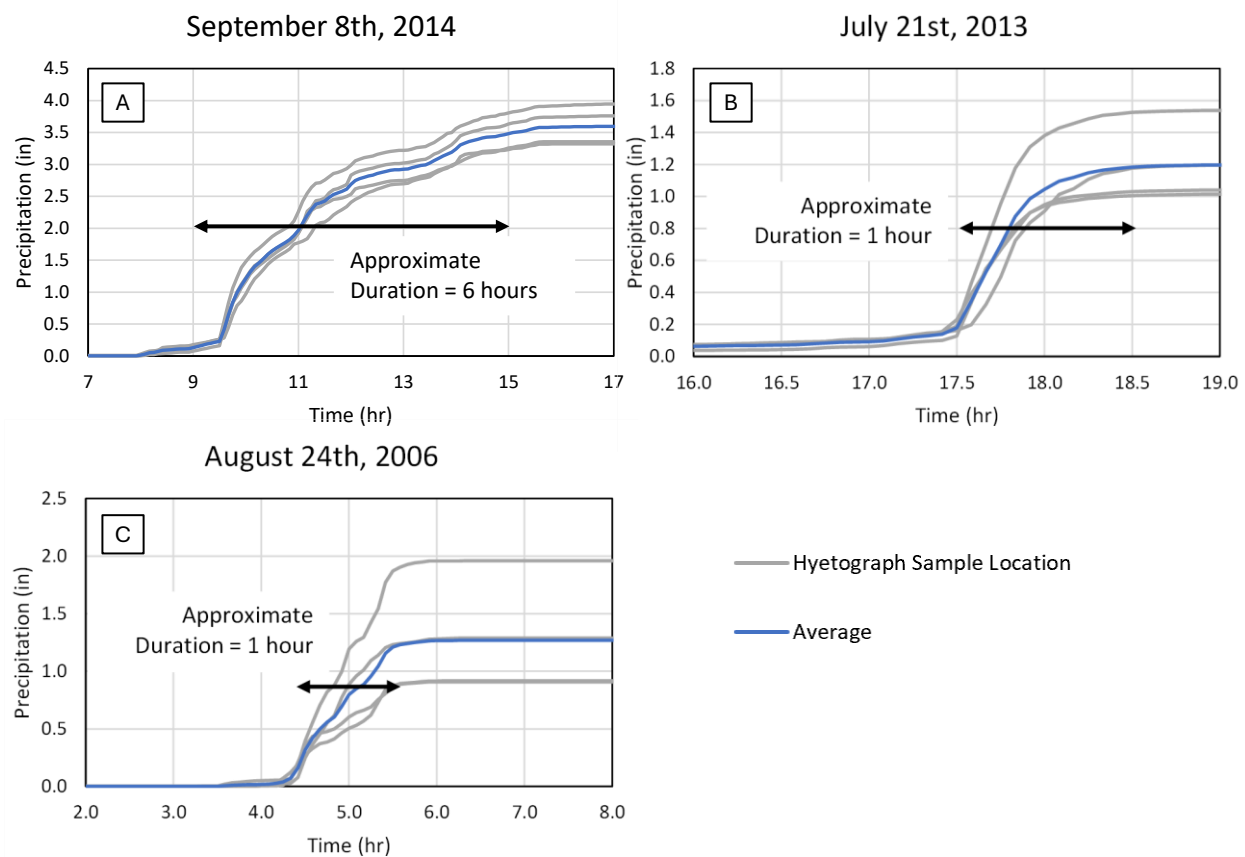 September 8th, 2014
A
Precipitation (in)
4.5
4.0
3.5
3.0
2.5
2.0
1.5
1.0
0.5
0.0
Approximate
Duration = 6 hours
7 9 11 13 15 17
Time (hr)
July 21st, 2013
B
Precipitation (in)
1.8
1.6
1.4
1.2
1.0
0.8
0.6
0.4
0.2
0.0
Approximate
Duration = 1 hour
16.0 16.5 17.0 17.5 18.0 18.5 19.0
Time (hr)
August 24th, 2006
C
Precipitation (in)
2.5
2.0
1.5
1.0
0.5
0.0
Approximate
Duration = 1 hour
2.0 3.0 4.0 5.0 6.0 7.0 8.0
Time (hr)
Hyetograph Sample Location
Average